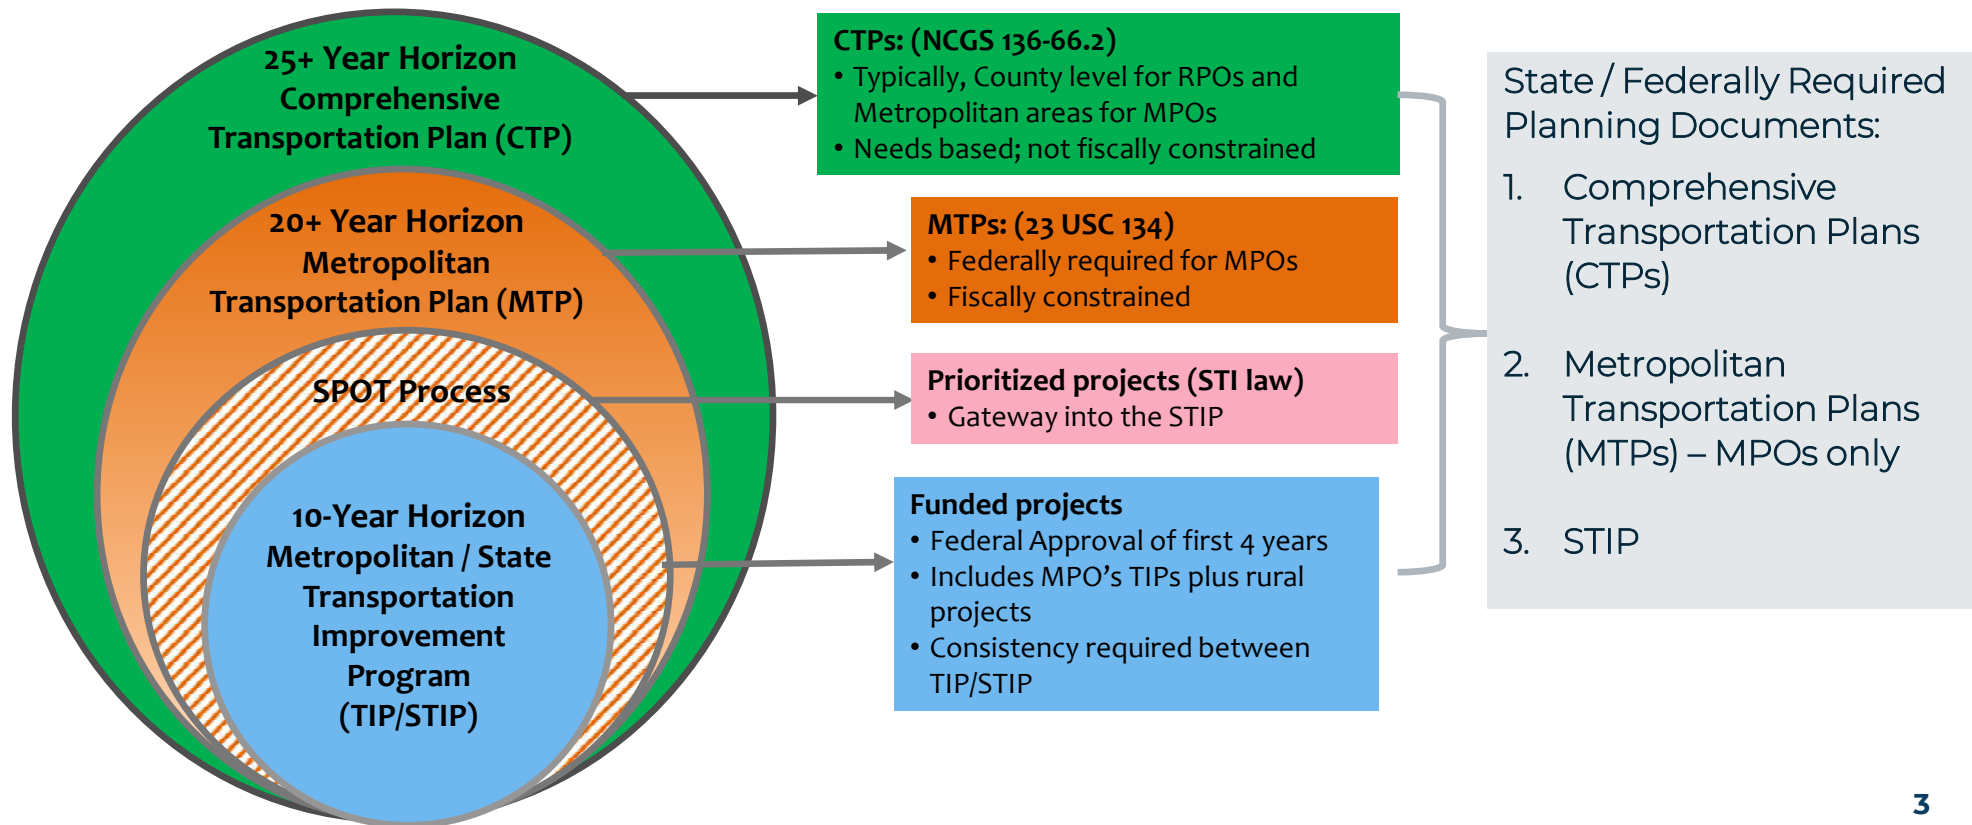 25+ Year Horizon
Comprehensive
Transportation Plan (CTP)
20+ Year Horizon
Metropolitan
Transportation Plan (MTP)
SPOT Process
10-Year Horizon
Metropolitan / State
Transportation
Improvement
Program
(TIP/STIP)
CTPs: (NCGS 136-66.2)
• Typically, County level for RPOs and
Metropolitan areas for MPOs
• Needs based; not fiscally constrained
MTPs: (23 USC 134)
• Federally required for MPOs
• Fiscally constrained
Prioritized projects (STI law)
• Gateway into the STIP
Funded projects
• Federal Approval of first 4 years
• Includes MPO’s TIPs plus rural
projects
• Consistency required between
TIP/STIP
State / Federally Required
Planning Documents:
1. Comprehensive
Transportation Plans
(CTPs)
2. Metropolitan
Transportation Plans
(MTPs) – MPOs only
3. STIP
3